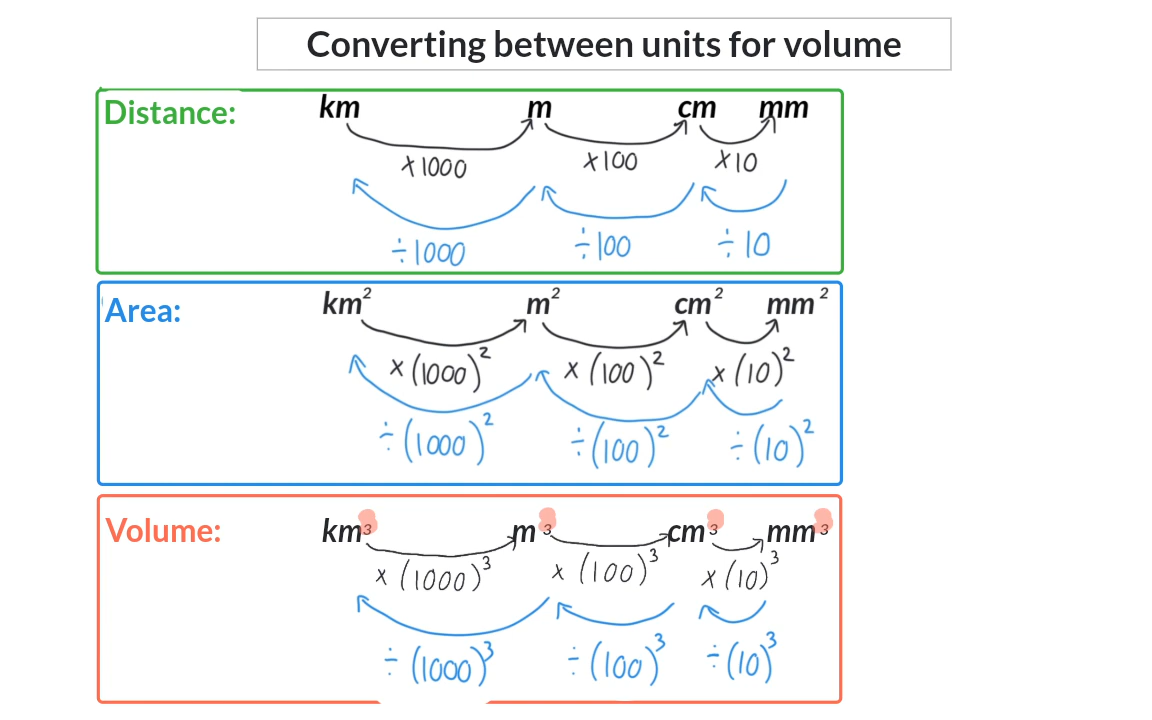 Converting between units for volume
Distance: km m cm mm
×1000 ×100 ×10
÷1000 ÷100 ÷10
Area: km² m² cm² mm²
×(1000)² ×(100)² ×(10)²
÷(1000)² ÷(100)² ÷(10)²
Volume: km³ m³ cm³ mm³
×(1000)³ ×(100)³ ×(10)³
÷(1000)³ ÷(100)³ ÷(10)³